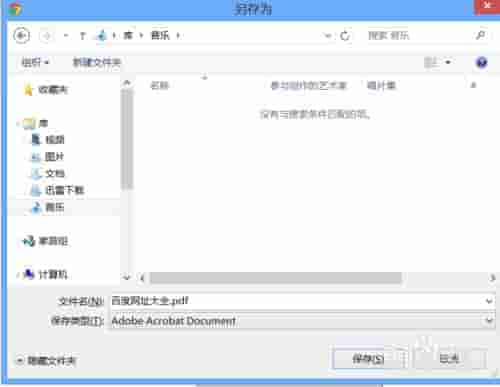 另存为
库 音乐
搜索 音乐
组织 新建文件夹
收藏夹
库
视频
图片
文档
迅雷下载
音乐
家庭组
计算机
名称 参与创作的艺术家 唱片集 #
没有与搜索条件匹配的项。
文件名(N): 百度网址大全.pdf
保存类型(T): Adobe Acrobat Document
隐藏文件夹
保存(S) 取消